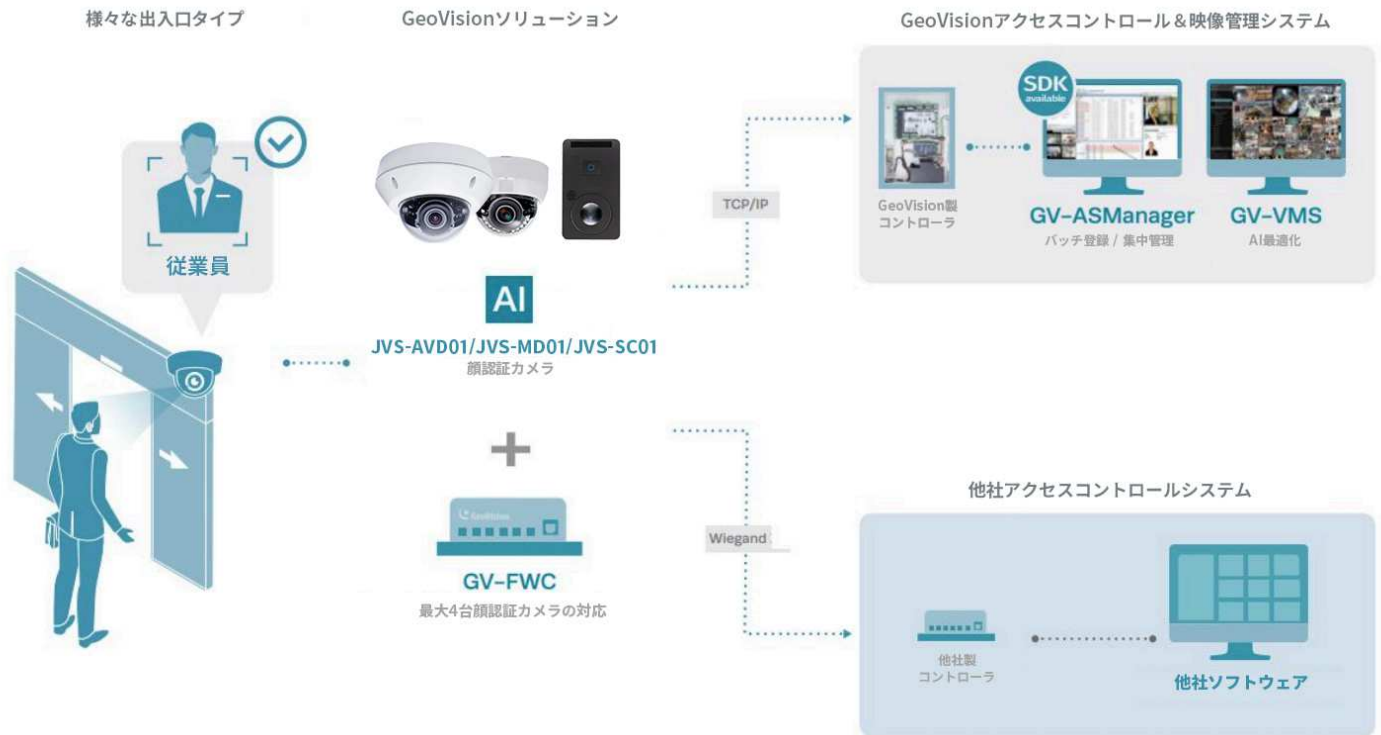 様々な出入口タイプ
GeoVisionソリューション
GeoVisionアクセスコントロール＆映像管理システム
従業員
AI
JVS-AVD01/JVS-MD01/JVS-SC01
顔認証カメラ
+
GeoVision
GV-FWC
最大4台顔認証カメラの対応
TCP/IP
Wiegand
SDK
available
GeoVision製
コントローラ
GV-ASManager
バッチ登録 / 集中管理
GV-VMS
AI最適化
他社アクセスコントロールシステム
他社製
コントローラ
他社ソフトウェア